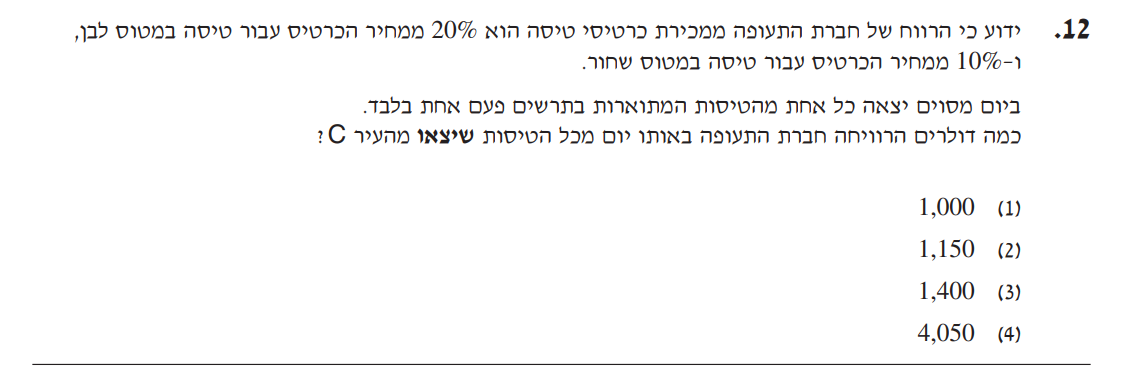 12. ידוע כי הרווח של חברת התעופה ממכירת כרטיסי טיסה הוא 20% ממחיר הכרטיס עבור טיסה במטוס לבן,
ו-10% ממחיר הכרטיס עבור טיסה במטוס שחור.
ביום מסוים יצאה כל אחת מהטיסות המתוארות בתרשים פעם אחת בלבד.
כמה דולרים הרוויחה חברת התעופה באותו יום מכל הטיסות שיצאו מהעיר C?
(1) 1,000
(2) 1,150
(3) 1,400
(4) 4,050